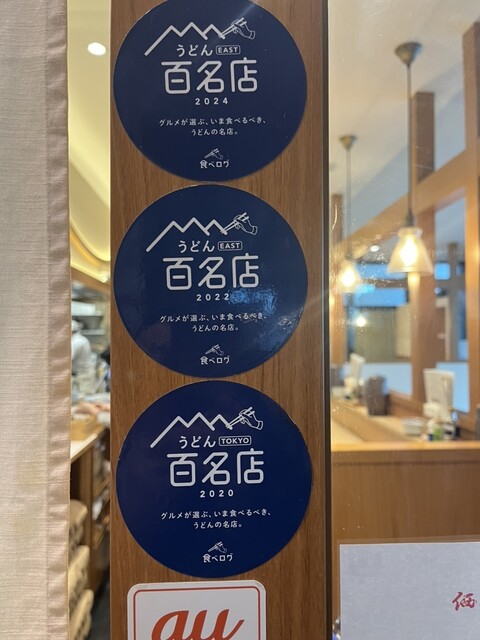 うどん EAST
百名店
2024
グルメが選ぶ、いま食べるべき、
うどんの名店。
食べログ
うどん EAST
百名店
2022
グルメが選ぶ、いま食べるべき、
うどんの名店。
食べログ
うどん TOKYO
百名店
2020
グルメが選ぶ、いま食べるべき、
うどんの名店。
食べログ
au